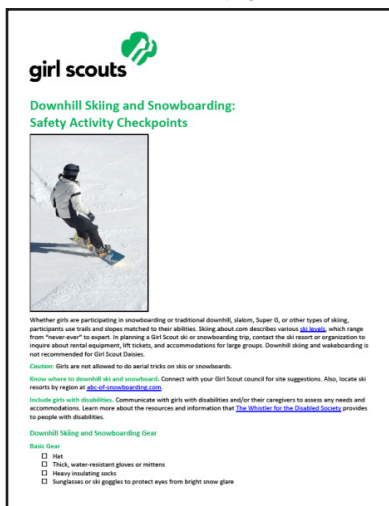 girl scouts
Downhill Skiing and Snowboarding:
Safety Activity Checkpoints
Whether girls are participating in snowboarding or traditional downhill, slalom, Super G, or other types of skiing,
participants use trails and slopes matched to their abilities. Skiing.about.com describes various ski levels, which range
from "never-ever" to expert. In planning a Girl Scout ski or snowboarding trip, contact the ski resort or organization to
inquire about rental equipment, lift tickets, and accommodations for large groups. Downhill skiing and wakeboarding is
not recommended for Girl Scout Daisies.
Caution: Girls are not allowed to do aerial tricks on skis or snowboards.
Know where to downhill ski and snowboard. Connect with your Girl Scout council for site suggestions. Also, locate ski
resorts by region at abc-of-snowboarding.com.
Include girls with disabilities. Communicate with girls with disabilities and/or their caregivers to assess any needs and
accommodations. Learn more about the resources and information that The Whistler for the Disabled Society provides
to people with disabilities.
Downhill Skiing and Snowboarding Gear
Basic Gear
Hat
Thick, water-resistant gloves or mittens
Heavy insulating socks
Sunglasses or ski goggles to protect eyes from bright snow glare